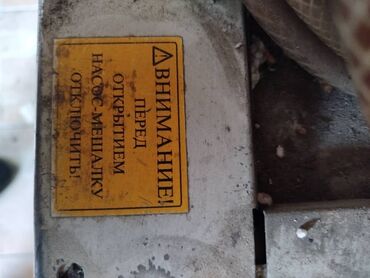 ⚠ВНИМАНИЕ!
ПЕРЕД
ОТКРЫТИЕМ
НАСОС-МЕШАЛКУ
ОТКЛЮЧИТЬ!